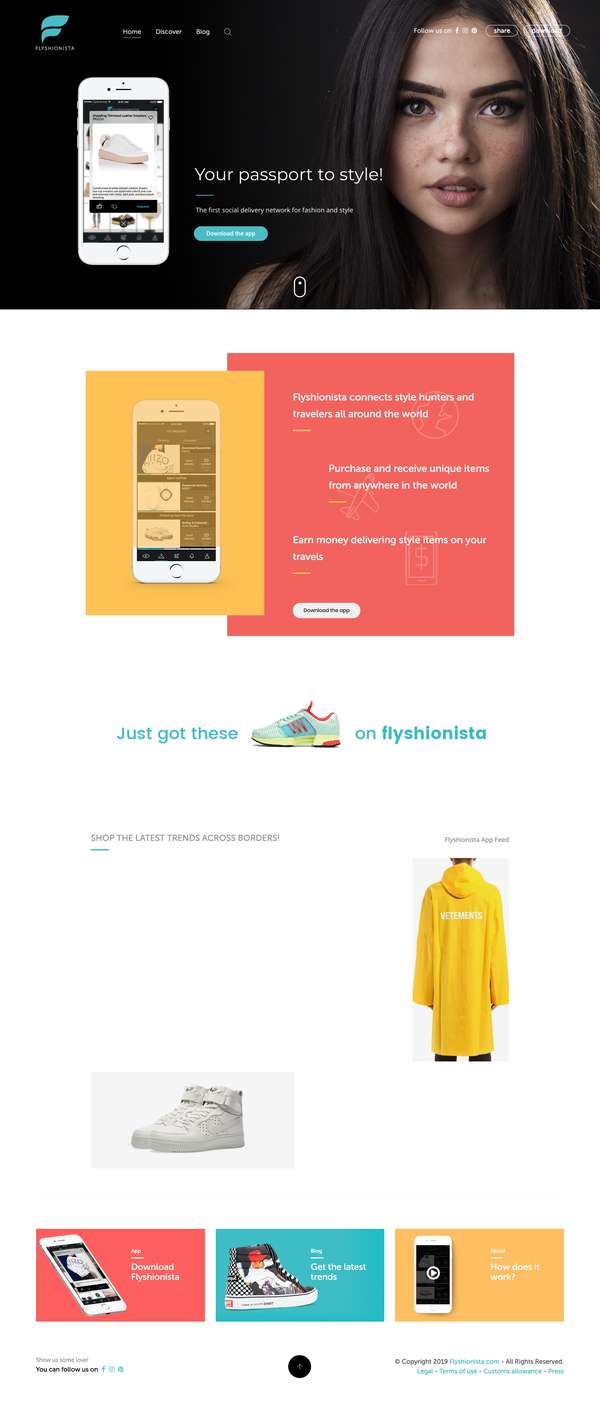 FLYSHIONISTA
Home Discover Blog
Follow us on share download
Your passport to style!
The first social delivery network for fashion and style
Download the app
Flyshionista connects style hunters and
travelers all around the world
Purchase and receive unique items
from anywhere in the world
Earn money delivering style items on your
travels
Download the app
Just got these on flyshionista
SHOP THE LATEST TRENDS ACROSS BORDERS!
Flyshionista App Feed
VETEMENTS
App
Download
Flyshionista
Blog
Get the latest
trends
About
How does it
work?
Show us some love!
You can follow us on
© Copyright 2019 Flyshionista.com - All Rights Reserved.
Legal - Terms of use - Customs allowance - Press